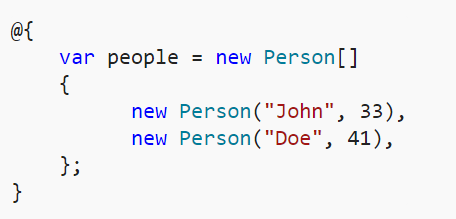 @{
    var people = new Person[]
    {
          new Person("John", 33),
          new Person("Doe", 41),
    };
}